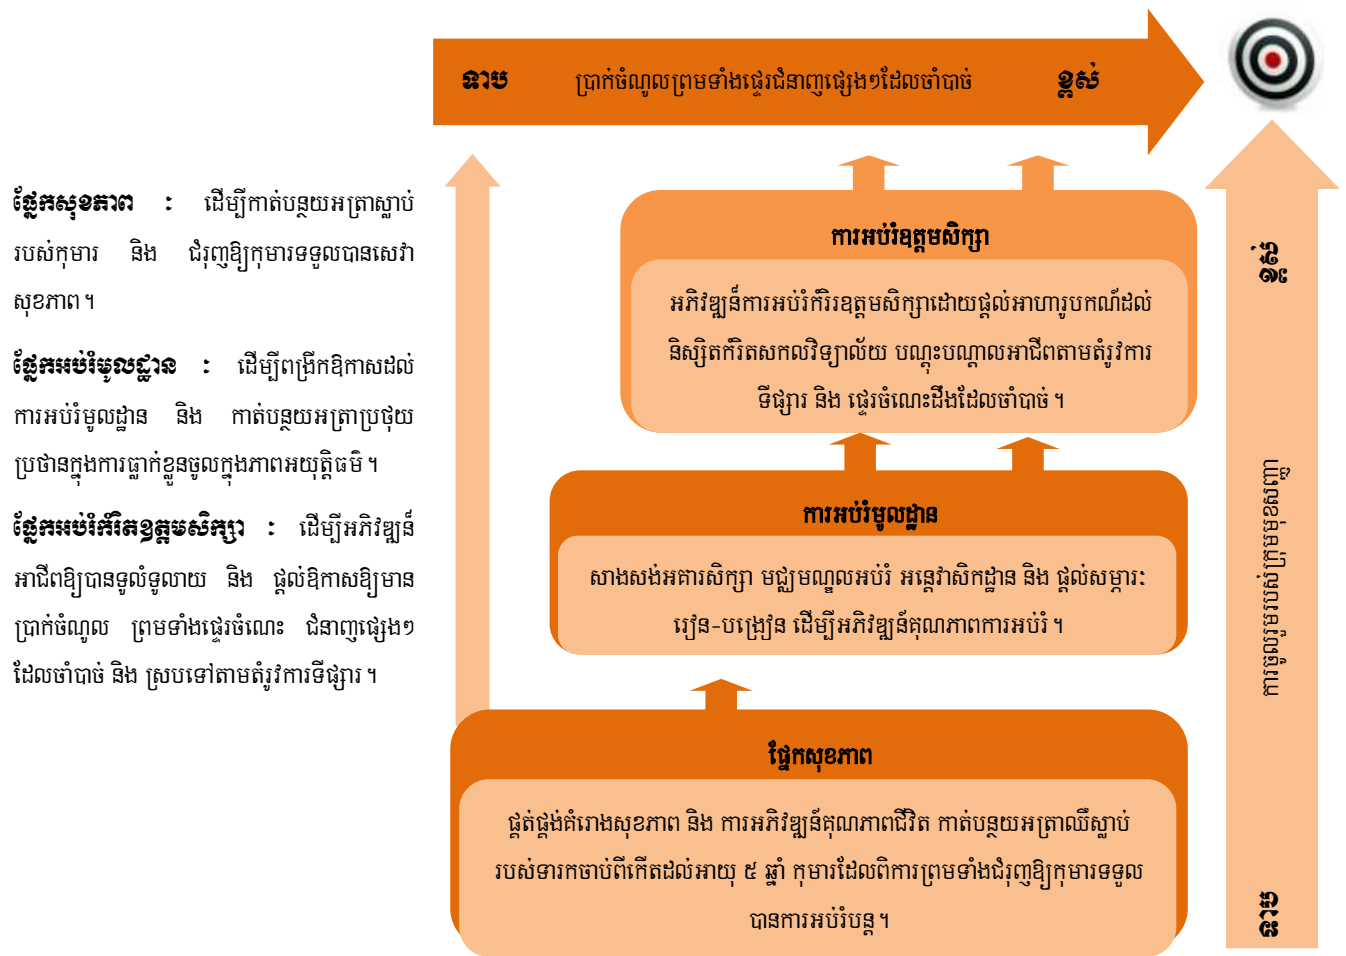 ទាប ប្រាក់ចំណូលព្រមទាំងផ្ទេរជំនាញផ្សេងៗដែលចាំបាច់ ខ្ពស់
ផ្នែកសុខភាព : ដើម្បីកាត់បន្ថយអត្រាស្លាប់
របស់កុមារ និង ជំរុញឱ្យកុមារទទួលបានសេវា
សុខភាព។
ផ្នែកអប់រំមូលដ្ឋាន : ដើម្បីពង្រីកឱកាសដល់
ការអប់រំមូលដ្ឋាន និង កាត់បន្ថយអត្រាប្រថុយ
ប្រថានក្នុងការធ្លាក់ខ្លួនចូលក្នុងភាពអយុត្តិធម៌។
ផ្នែកអប់រំកំរិតឧត្តមសិក្សា : ដើម្បីអភិវឌ្ឍន៍
អាជីពឱ្យបានទូលំទូលាយ និង ផ្តល់ឱកាសឱ្យមាន
ប្រាក់ចំណូល ព្រមទាំងផ្ទេរចំណេះ ជំនាញផ្សេងៗ
ដែលចាំបាច់ និង ស្របទៅតាមតំរូវការទីផ្សារ។
ការអប់រំឧត្តមសិក្សា
អភិវឌ្ឍន៍ការអប់រំកំរិរឧត្តមសិក្សាដោយផ្តល់អាហារូបករណ៍ដល់
និស្សិតកំរិតសកលវិទ្យាល័យ បណ្តុះបណ្តាលអាជីពតាមតំរូវការ
ទីផ្សារ និង ផ្ទេរចំណេះដឹងដែលចាំបាច់។
ការអប់រំមូលដ្ឋាន
សាងសង់អគារសិក្សា មជ្ឈមណ្ឌលអប់រំ អន្តេវាសិកដ្ឋាន និង ផ្តល់សម្ភារៈ
រៀន-បង្រៀន ដើម្បីអភិវឌ្ឍន៍គុណភាពការអប់រំ។
ផ្នែកសុខភាព
ផ្គត់ផ្គង់គំរោងសុខភាព និង ការអភិវឌ្ឍន៍គុណភាពជីវិត កាត់បន្ថយអត្រាឈឺស្លាប់
របស់ទារកចាប់ពីកើតដល់អាយុ ៥ ឆ្នាំ កុមារដែលពិការព្រមទាំងជំរុញឱ្យកុមារទទួល
បានការអប់រំបន្ត។
ខ្ពស់
ការចូលរួមរបស់ក្រុមប់ខសញ្ញា
ទាប